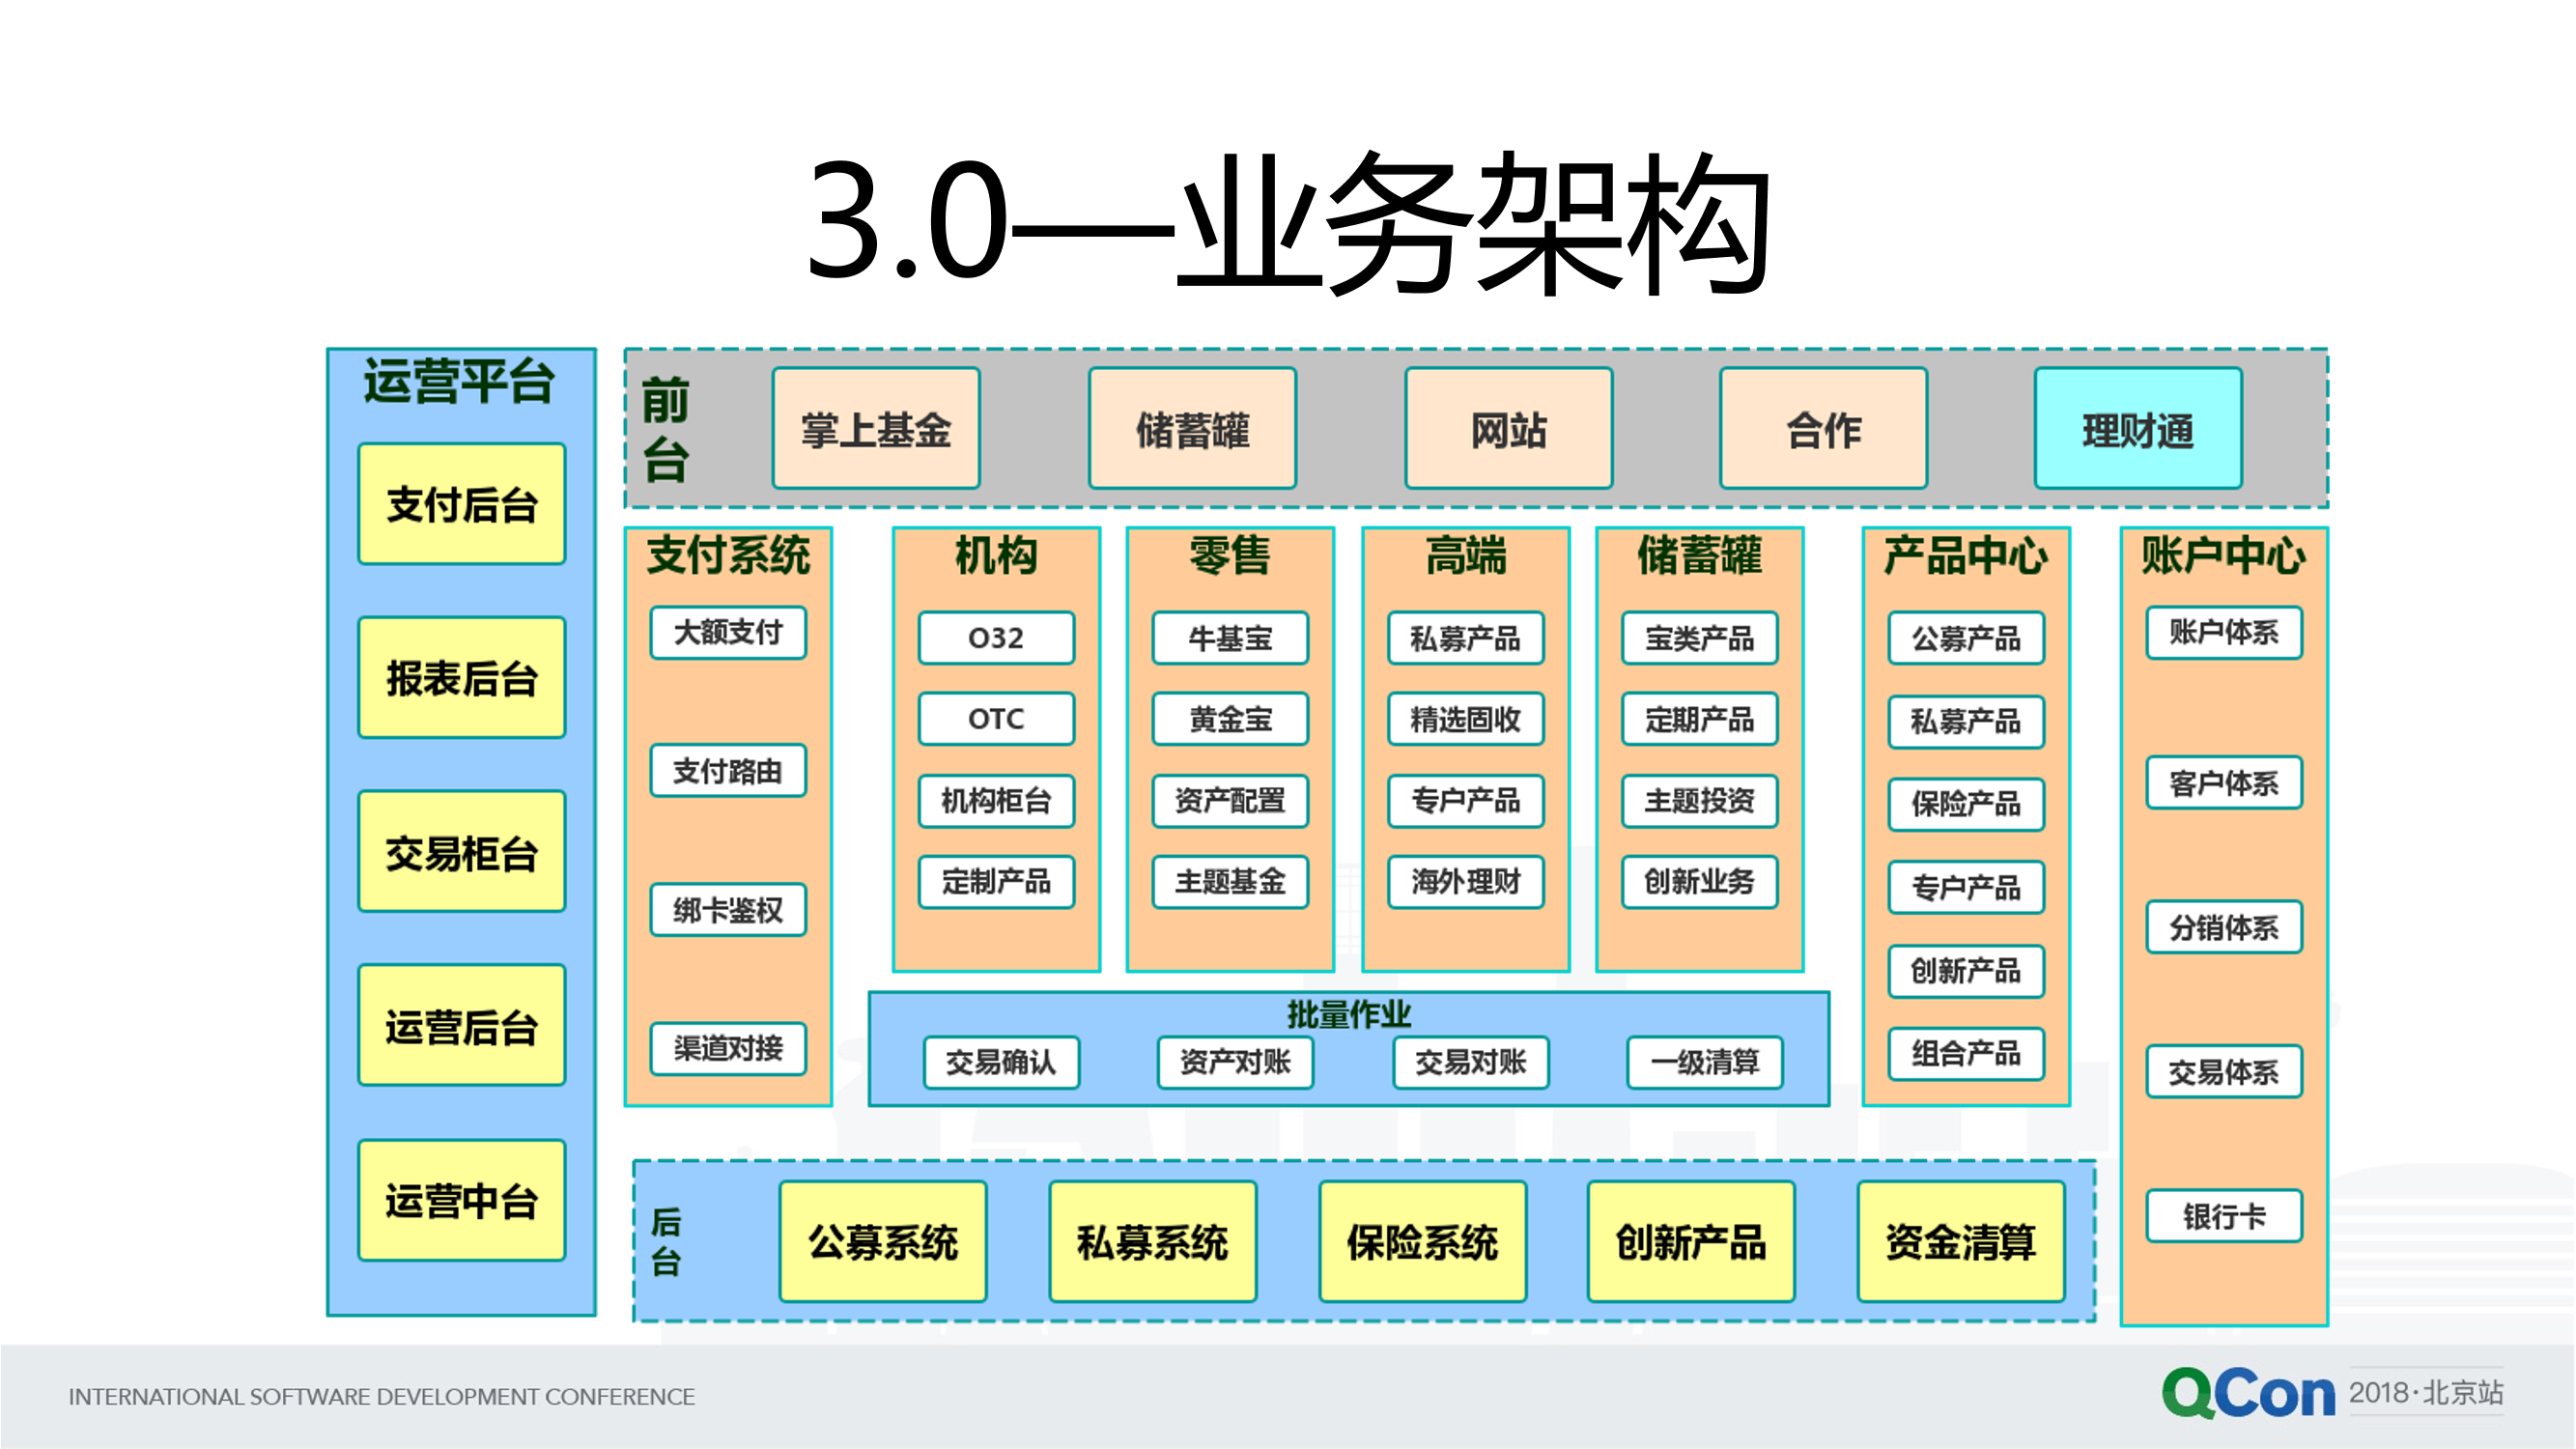 3.0—业务架构
运营平台
支付后台
报表后台
交易柜台
运营后台
运营中台
前台
掌上基金
储蓄罐
网站
合作
理财通
支付系统
大额支付
支付路由
绑卡鉴权
渠道对接
机构
O32
OTC
机构柜台
定制产品
零售
牛基宝
黄金宝
资产配置
主题基金
高端
私募产品
精选固收
专户产品
海外理财
储蓄罐
宝类产品
定期产品
主题投资
创新业务
批量作业
交易确认
资产对账
交易对账
一级清算
产品中心
公募产品
私募产品
保险产品
专户产品
创新产品
组合产品
账户中心
账户体系
客户体系
分销体系
交易体系
银行卡
后台
公募系统
私募系统
保险系统
创新产品
资金清算
INTERNATIONAL SOFTWARE DEVELOPMENT CONFERENCE
QCon 2018·北京站